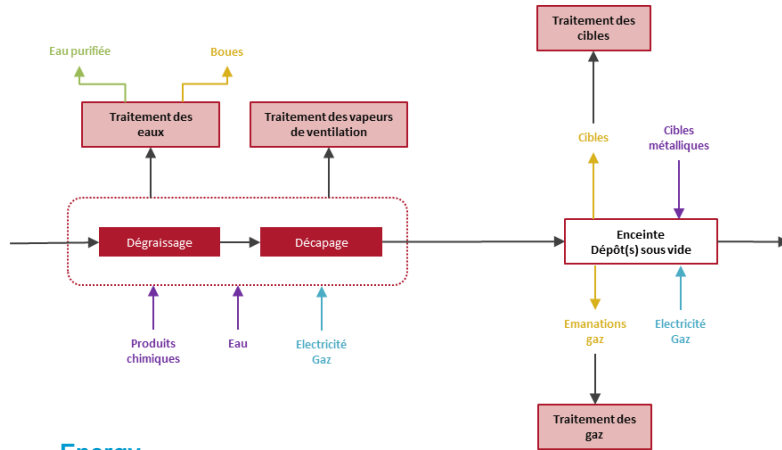 Traitement des
cibles
Eau purifiée
Boues
Traitement des
eaux
Traitement des vapeurs
de ventilation
Cibles
Cibles
métalliques
Dégraissage
Décapage
Enceinte
Dépôt(s) sous vide
Produits
chimiques
Eau
Electricité
Gaz
Emanations
gaz
Electricité
Gaz
Traitement des
gaz
Energy